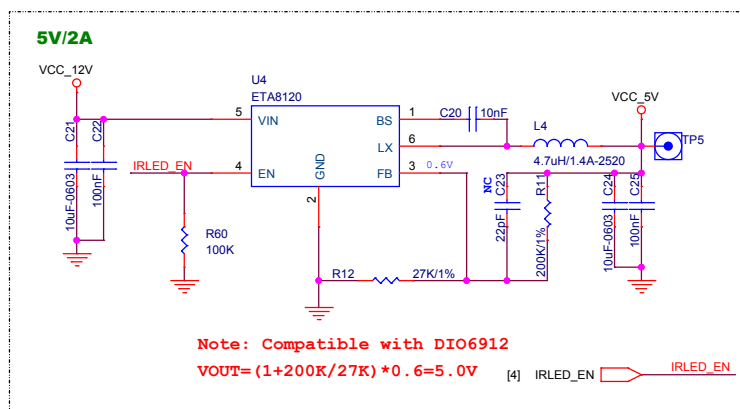 5V/2A
VCC_12V
U4
ETA8120
VCC_5V
C21
C22
5
VIN
BS
1
C20
10nF
L4
TP5
LX
6
4.7uH/1.4A-2520
IRLED_EN
4
EN
GND
FB
3
0.6V
10uF-0603
100nF
2
NC
C23
22pF
R11
200K/1%
C24
C25
10uF-0603
100nF
R60
100K
R12
27K/1%
Note: Compatible with DIO6912
VOUT=(1+200K/27K)*0.6=5.0V
[4]
IRLED_EN
IRLED_EN